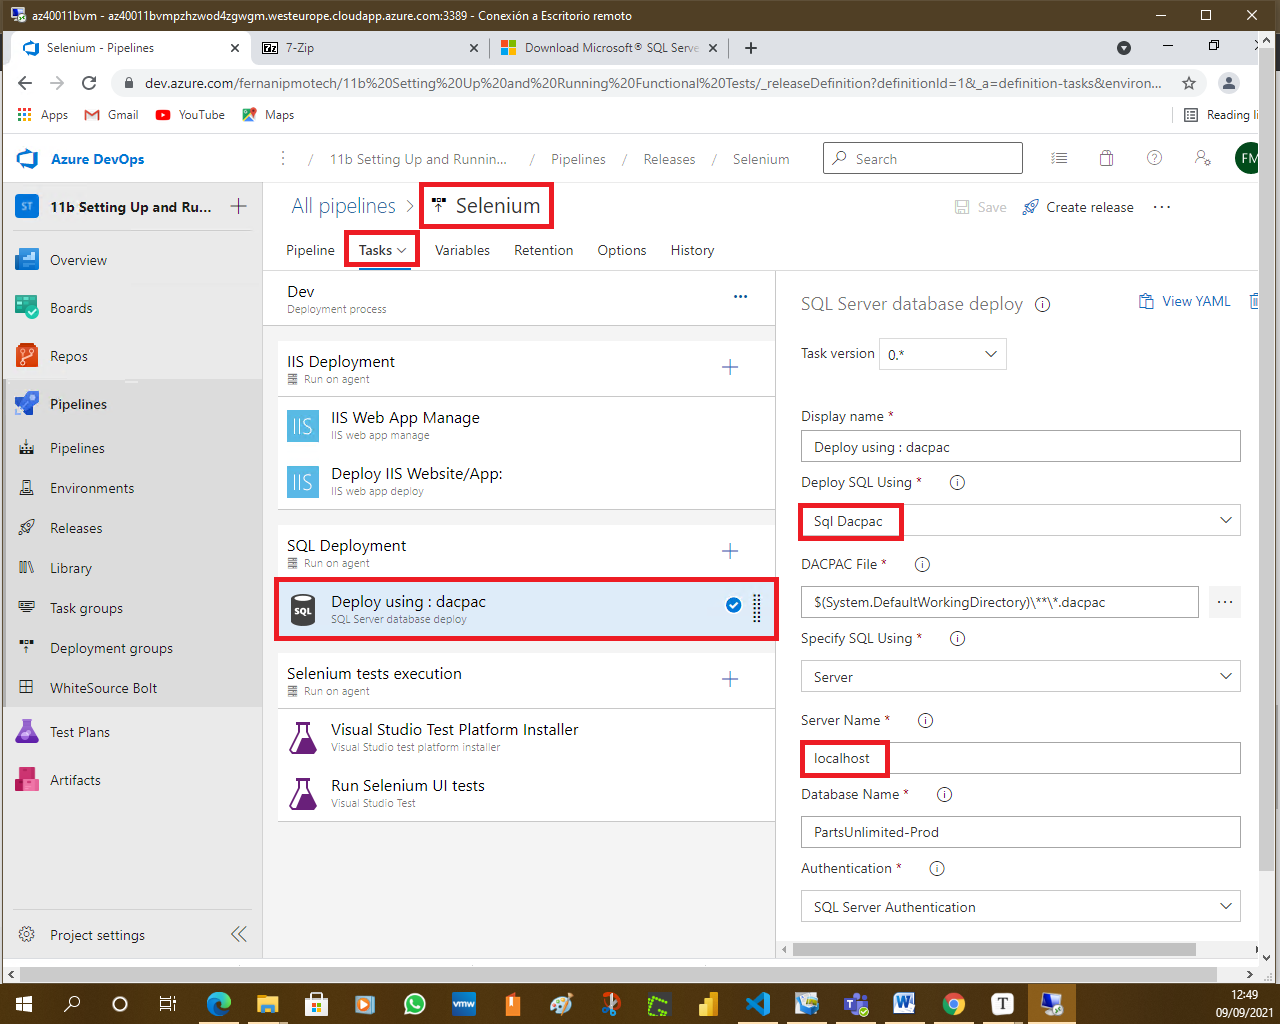 az40011bvm - az40011bvmpzhzwod4zgwgm.westeurope.cloudapp.azure.com:3389 - Conexión a Escritorio remoto
Selenium - Pipelines
7-Zip
Download Microsoft® SQL Serve
dev.azure.com/fernanipmotech/11b%20Setting%20Up%20and%20Running%20Functional%20Tests/_releaseDefinition?definitionId=1&_a=definition-tasks&environ...
Apps
Gmail
YouTube
Maps
Reading li
Azure DevOps
/ 11b Setting Up and Runnin... / Pipelines / Releases / Selenium
Search
FM
ST
11b Setting Up and Ru...
Overview
Boards
Repos
Pipelines
Pipelines
Environments
Releases
Library
Task groups
Deployment groups
WhiteSource Bolt
Test Plans
Artifacts
Project settings
All pipelines > Selenium
Save
Create release
Pipeline
Tasks
Variables
Retention
Options
History
Dev
Deployment process
IIS Deployment
Run on agent
IIS
IIS Web App Manage
IIS web app manage
IIS
Deploy IIS Website/App:
IIS web app deploy
SQL Deployment
Run on agent
SQL
Deploy using : dacpac
SQL Server database deploy
Selenium tests execution
Run on agent
Visual Studio Test Platform Installer
Visual Studio test platform installer
Run Selenium UI tests
Visual Studio Test
SQL Server database deploy
View YAML
Task version
0.*
Display name *
Deploy using : dacpac
Deploy SQL Using *
Sql Dacpac
DACPAC File *
$(System.DefaultWorkingDirectory)\**\*.dacpac
Specify SQL Using *
Server
Server Name *
localhost
Database Name *
PartsUnlimited-Prod
Authentication *
SQL Server Authentication
vmw
12:49
09/09/2021